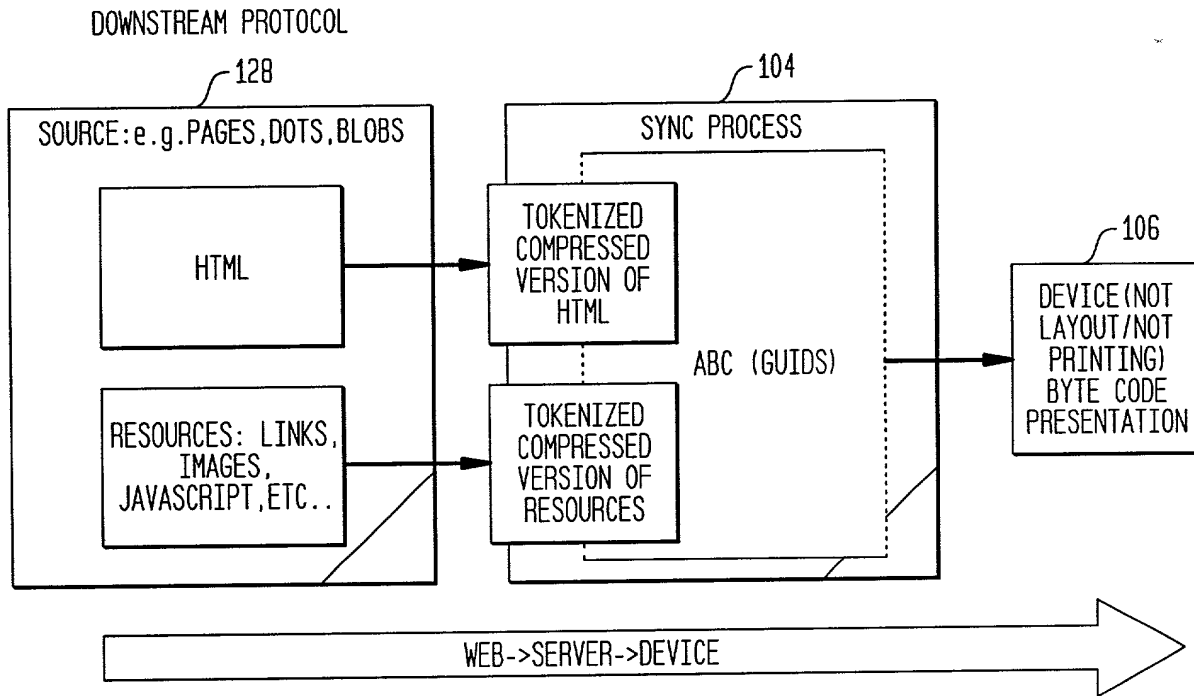 DOWNSTREAM PROTOCOL
128
SOURCE:e.g.PAGES,DOTS,BLOBS
HTML
RESOURCES: LINKS,
IMAGES,
JAVASCRIPT,ETC..
104
SYNC PROCESS
TOKENIZED
COMPRESSED
VERSION OF
HTML
ABC (GUIDS)
TOKENIZED
COMPRESSED
VERSION OF
RESOURCES
106
DEVICE(NOT
LAYOUT/NOT
PRINTING)
BYTE CODE
PRESENTATION
WEB->SERVER->DEVICE